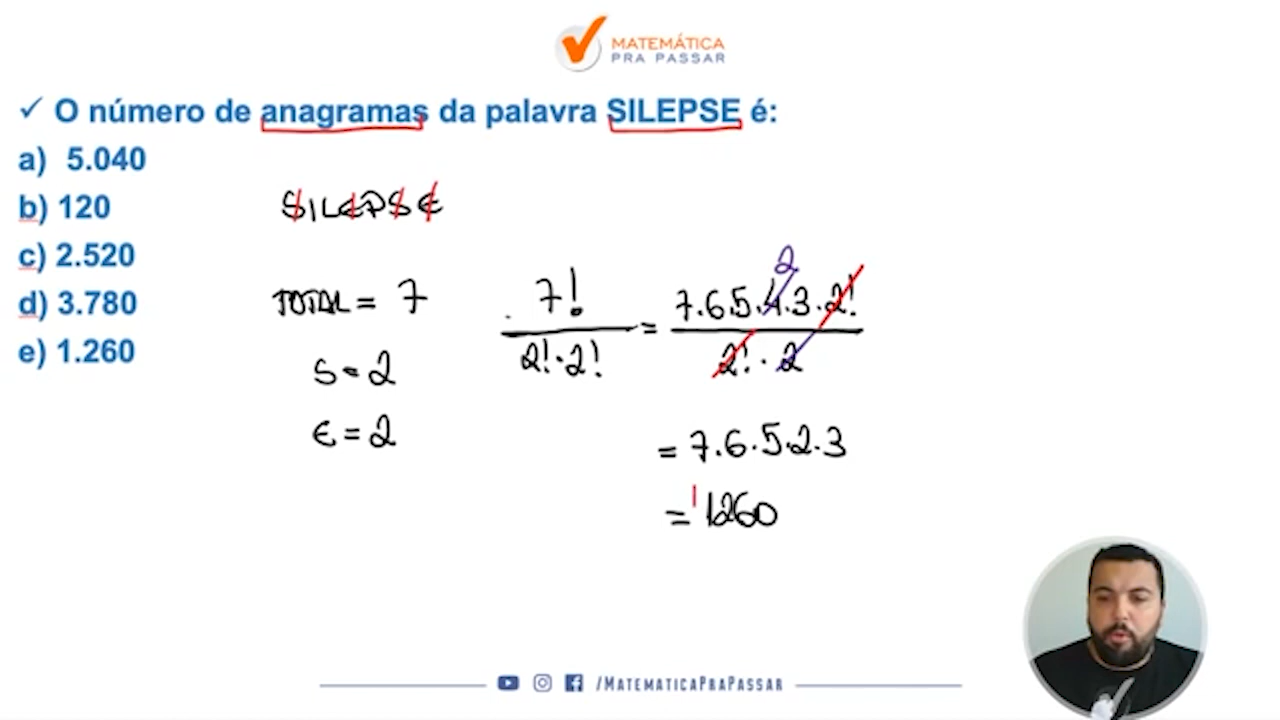 MATEMÁTICA
PRA PASSAR
✓ O número de anagramas da palavra SILEPSE é:
a) 5.040
b) 120
c) 2.520
d) 3.780
e) 1.260
SILEPSE
TOTAL = 7
S = 2
E = 2
7! / 2!·2! = 7.6.5.4.3.2! / 2!·2
2
= 7.6.5.2.3
= 1260
/MATEMATICAPRAPASSAR